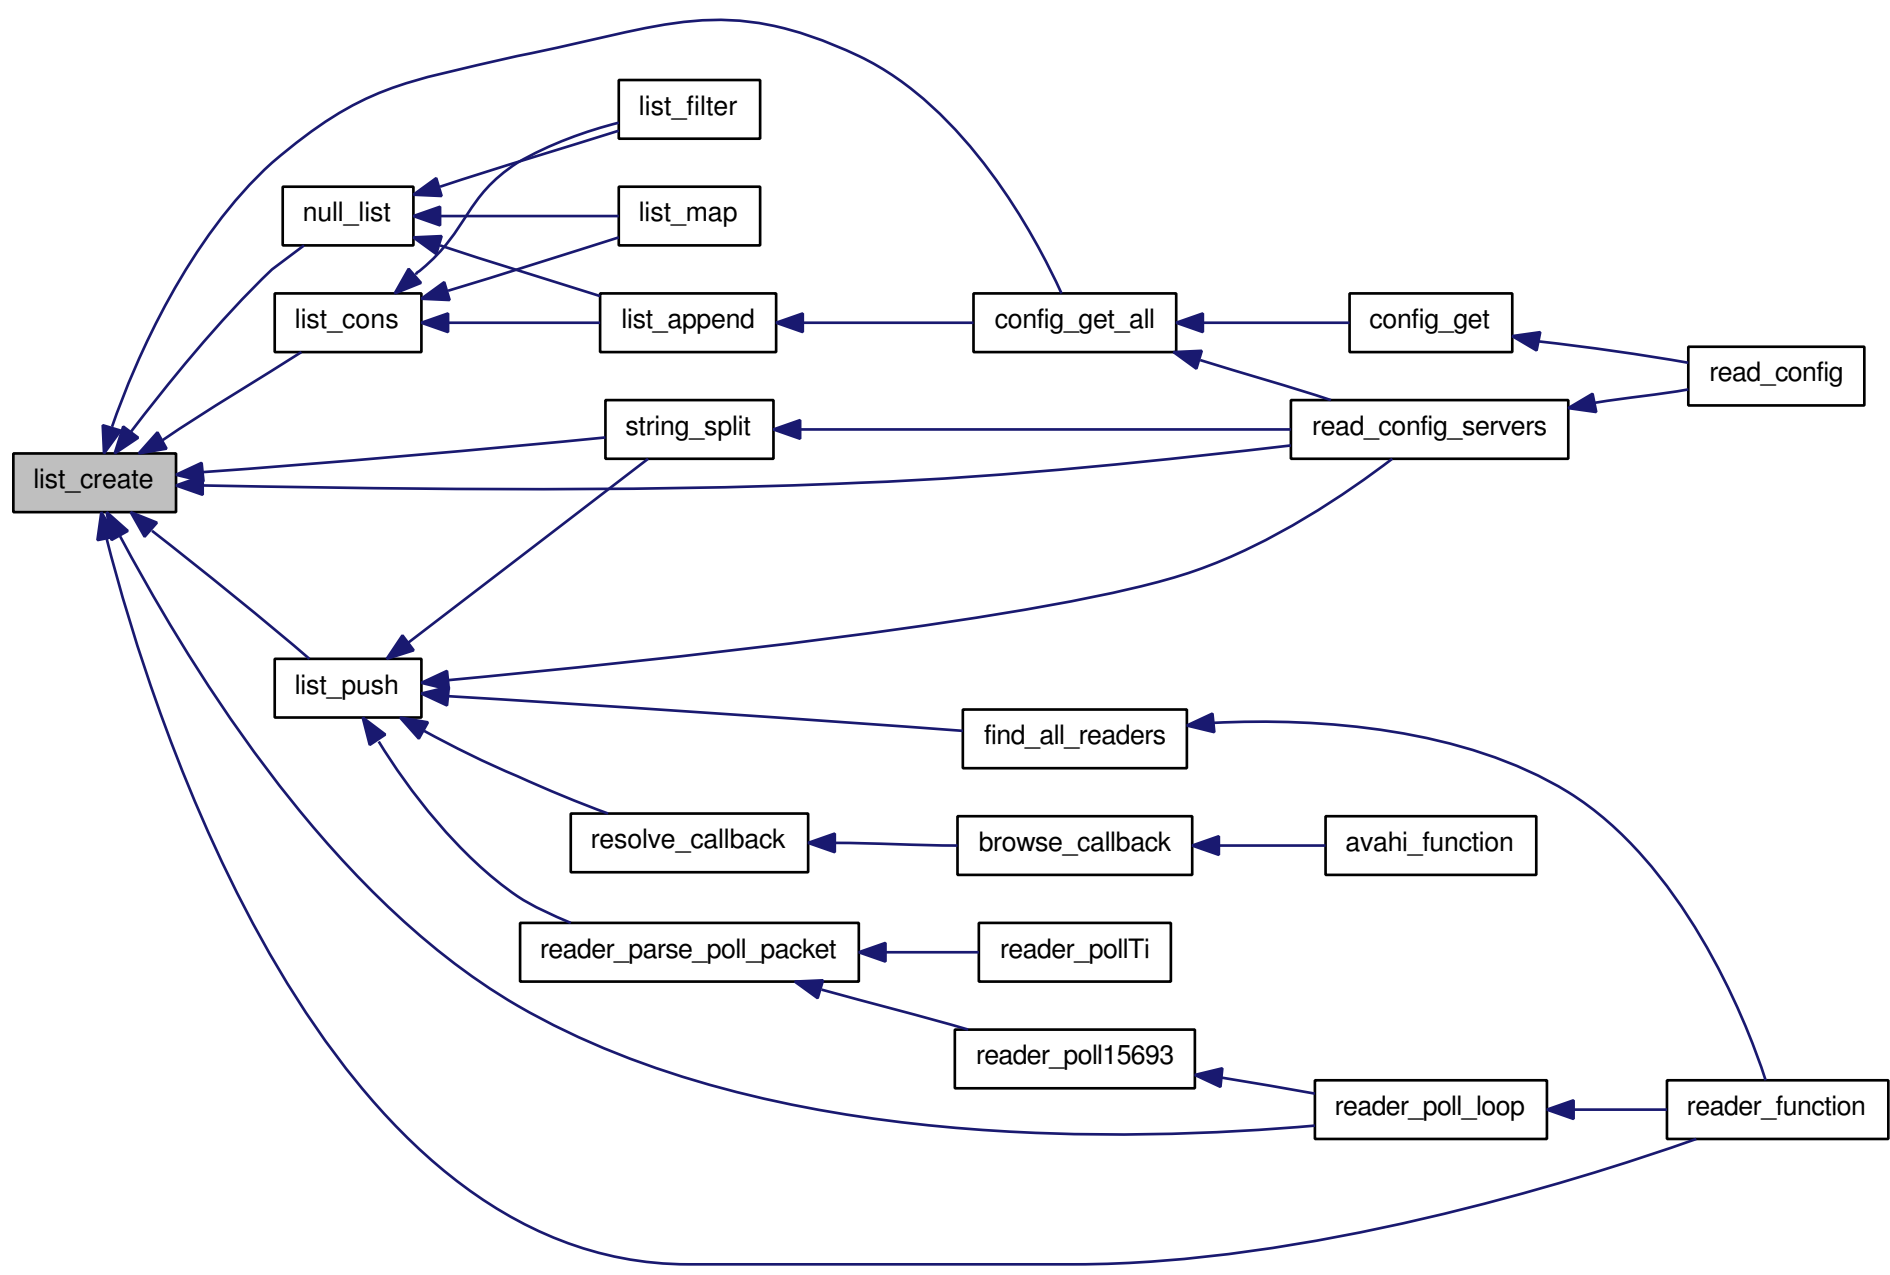 list_filter
null_list
list_map
list_cons
list_append
config_get_all
config_get
read_config
string_split
read_config_servers
list_create
list_push
find_all_readers
resolve_callback
browse_callback
avahi_function
reader_parse_poll_packet
reader_pollTi
reader_poll15693
reader_poll_loop
reader_function